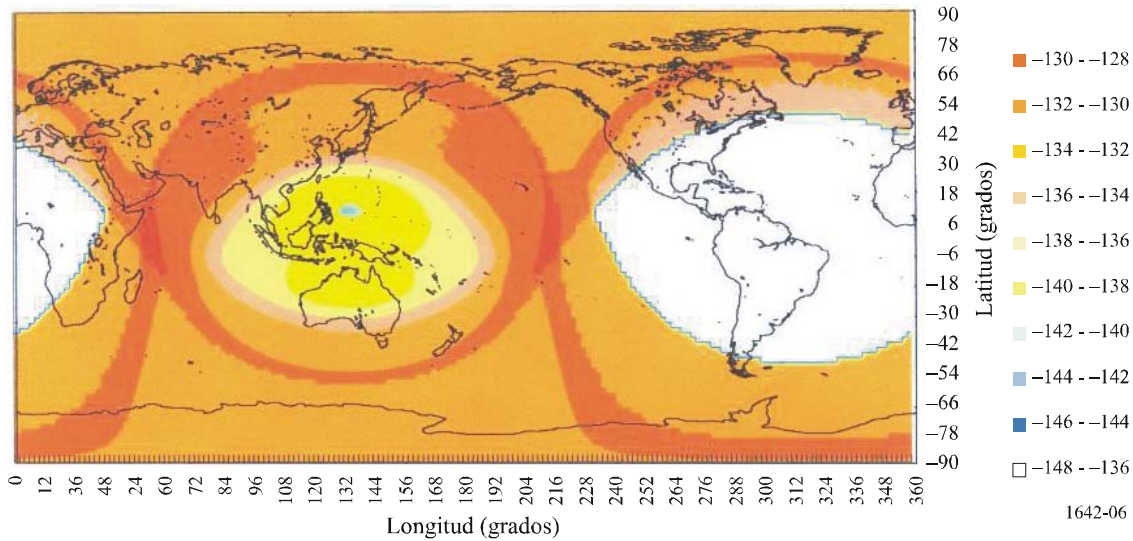 90
78
66
54
42
30
18
6
–6
–18
–30
–42
–54
–66
–78
–90
Latitud (grados)
0 12 36 48 24 60 72 84 96 108 120 132 144 156 168 180 192 204 216 228 240 252 264 276 288 300 312 324 336 348 360
Longitud (grados)
–130 - –128
–132 - –130
–134 - –132
–136 - –134
–138 - –136
–140 - –138
–142 - –140
–144 - –142
–146 - –144
–148 - –136
1642-06